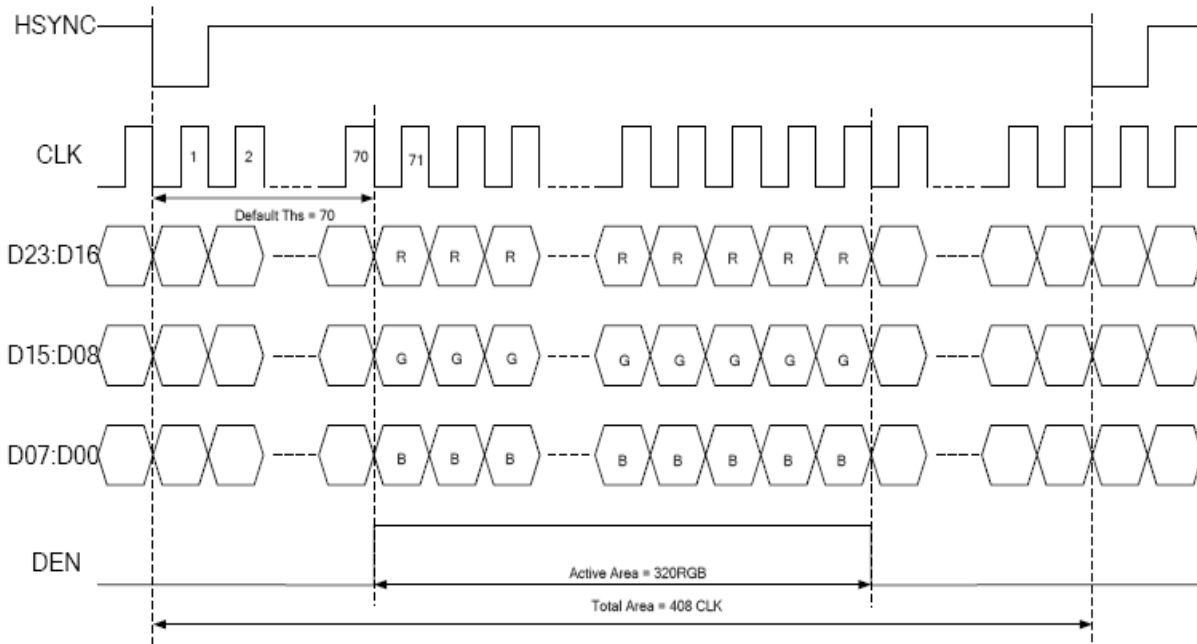 HSYNC
CLK
1 2 70 71
Default Ths = 70
D23:D16 R R R R R R R R
D15:D08 G G G G G G G G
D07:D00 B B B B B B B B
DEN
Active Area = 320RGB
Total Area = 408 CLK